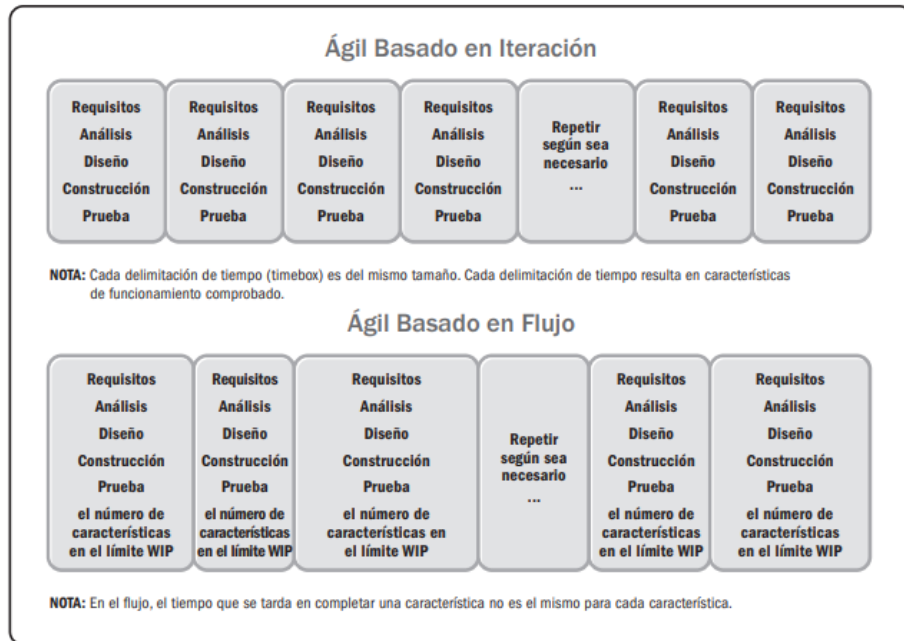 Ágil Basado en Iteración
Requisitos
Análisis
Diseño
Construcción
Prueba
Requisitos
Análisis
Diseño
Construcción
Prueba
Requisitos
Análisis
Diseño
Construcción
Prueba
Requisitos
Análisis
Diseño
Construcción
Prueba
Repetir
según sea
necesario
...
Requisitos
Análisis
Diseño
Construcción
Prueba
Requisitos
Análisis
Diseño
Construcción
Prueba
NOTA: Cada delimitación de tiempo (timebox) es del mismo tamaño. Cada delimitación de tiempo resulta en características
de funcionamiento comprobado.
Ágil Basado en Flujo
Requisitos
Análisis
Diseño
Construcción
Prueba
el número de
características
en el límite WIP
Requisitos
Análisis
Diseño
Construcción
Prueba
el número de
características
en el límite WIP
Requisitos
Análisis
Diseño
Construcción
Prueba
el número de
características en
el límite WIP
Repetir
según sea
necesario
...
Requisitos
Análisis
Diseño
Construcción
Prueba
el número de
características
en el límite WIP
Requisitos
Análisis
Diseño
Construcción
Prueba
el número de
características
en el límite WIP
NOTA: En el flujo, el tiempo que se tarda en completar una característica no es el mismo para cada característica.